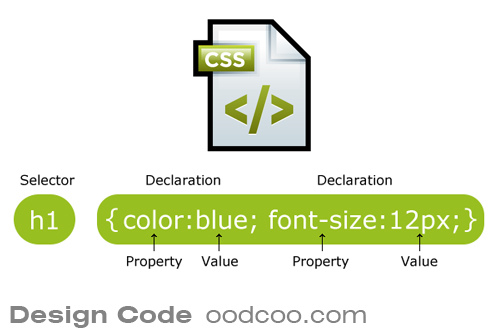 CSS
</>
Selector Declaration Declaration
h1 {color:blue; font-size:12px;}
Property Value Property Value
Design Code oodcoo.com